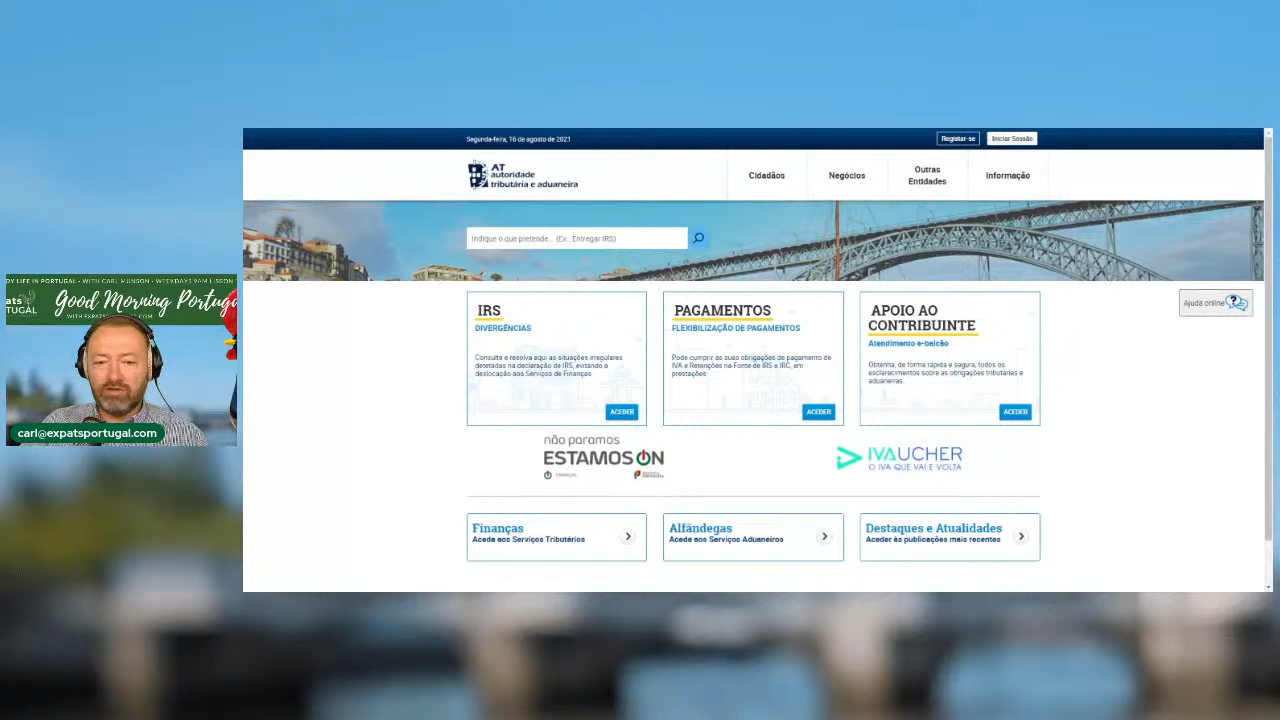 DY LIFE IN PORTUGAL - WITH CARL MUNSON - WEEKDAYS 9AM LISBON
ats
TUGAL
Good Morning Portuga
carl@expatsportugal.com
Segunda-feira, 16 de agosto de 2021
Registar-se
Iniciar Sessão
AT
autoridade
tributária e aduaneira
Cidadãos
Negócios
Outras
Entidades
Informação
Indique o que pretende... (Ex.: Entregar IRS)
Ajuda online
IRS
DIVERGÊNCIAS
Consulte e resolva aqui as situações irregulares
detetadas na declaração de IRS, evitando a
deslocação aos Serviços de Finanças
ACEDER
PAGAMENTOS
FLEXIBILIZAÇÃO DE PAGAMENTOS
Pode cumprir as suas obrigações de pagamento de
IVA e Retenções na Fonte de IRS e IRC, em
prestações
ACEDER
APOIO AO
CONTRIBUINTE
Atendimento e-balcão
Obtenha, de forma rápida e segura, todos os
esclarecimentos sobre as obrigações tributárias e
aduaneiras.
ACEDER
não paramos
ESTAMOS ON
FINANÇAS
IVAUCHER
O IVA QUE VAI E VOLTA
Finanças
Aceda aos Serviços Tributários
Alfândegas
Aceda aos Serviços Aduaneiros
Destaques e Atualidades
Aceder às publicações mais recentes